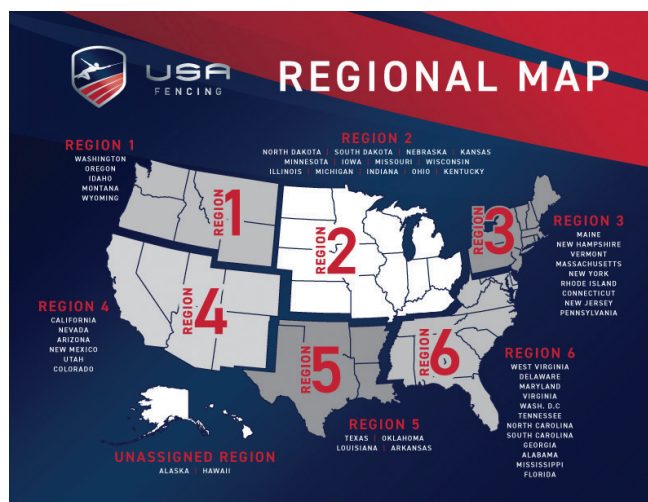 USA
FENCING
REGIONAL MAP
REGION 1
WASHINGTON
OREGON
IDAHO
MONTANA
WYOMING
REGION 2
NORTH DAKOTA | SOUTH DAKOTA | NEBRASKA | KANSAS
MINNESOTA | IOWA | MISSOURI | WISCONSIN
ILLINOIS | MICHIGAN | INDIANA | OHIO | KENTUCKY
REGION 1
REGION 2
REGION 3
REGION 3
MAINE
NEW HAMPSHIRE
VERMONT
MASSACHUSETTS
NEW YORK
RHODE ISLAND
CONNECTICUT
NEW JERSEY
PENNSYLVANIA
REGION 4
CALIFORNIA
NEVADA
ARIZONA
NEW MEXICO
UTAH
COLORADO
REGION 4
REGION 5
REGION 6
REGION 6
WEST VIRGINIA
DELAWARE
MARYLAND
VIRGINIA
WASH. D.C
TENNESSEE
NORTH CAROLINA
SOUTH CAROLINA
GEORGIA
ALABAMA
MISSISSIPPI
FLORIDA
REGION 5
TEXAS | OKLAHOMA
LOUISIANA | ARKANSAS
UNASSIGNED REGION
ALASKA | HAWAII